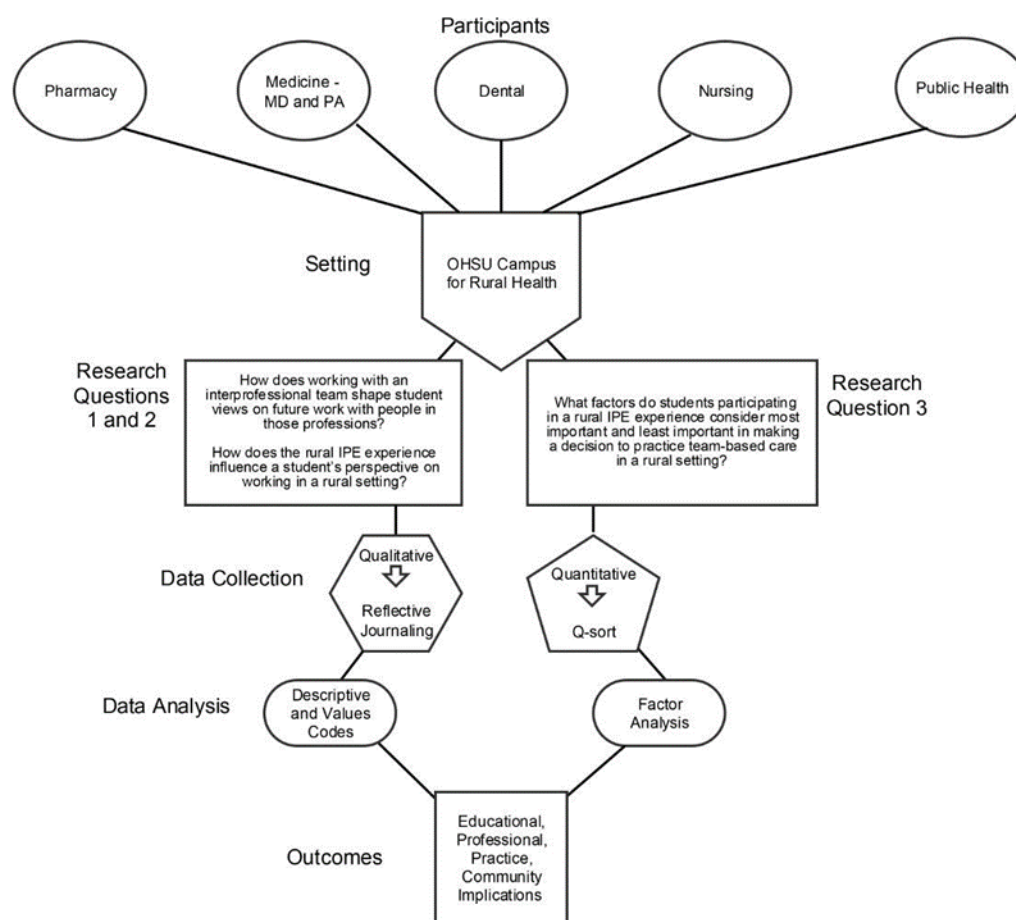 Participants
Pharmacy
Medicine -
MD and PA
Dental
Nursing
Public Health
Setting
OHSU Campus
for Rural Health
Research
Questions
1 and 2
How does working with an
interprofessional team shape student
views on future work with people in
those professions?
How does the rural IPE experience
influence a student's perspective on
working in a rural setting?
What factors do students participating
in a rural IPE experience consider most
important and least important in making
a decision to practice team-based care
in a rural setting?
Research
Question 3
Data Collection
Qualitative
Reflective
Journaling
Quantitative
Q-sort
Data Analysis
Descriptive
and Values
Codes
Factor
Analysis
Outcomes
Educational,
Professional,
Practice,
Community
Implications